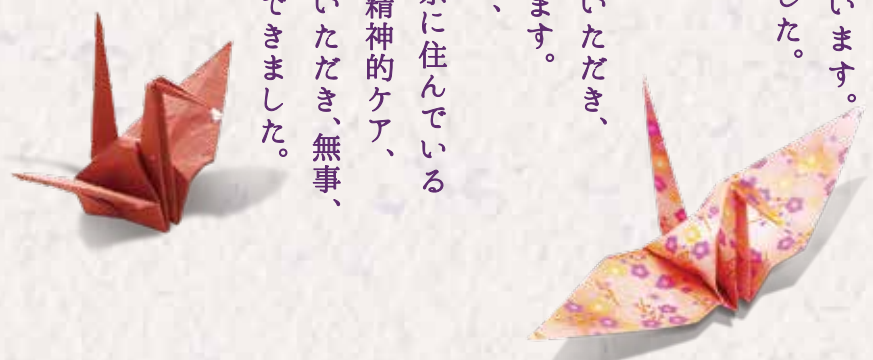 います。
した。
いただき、
ます。
、
に住んでいる
精神的ケア、
いただき、無事、
できました。